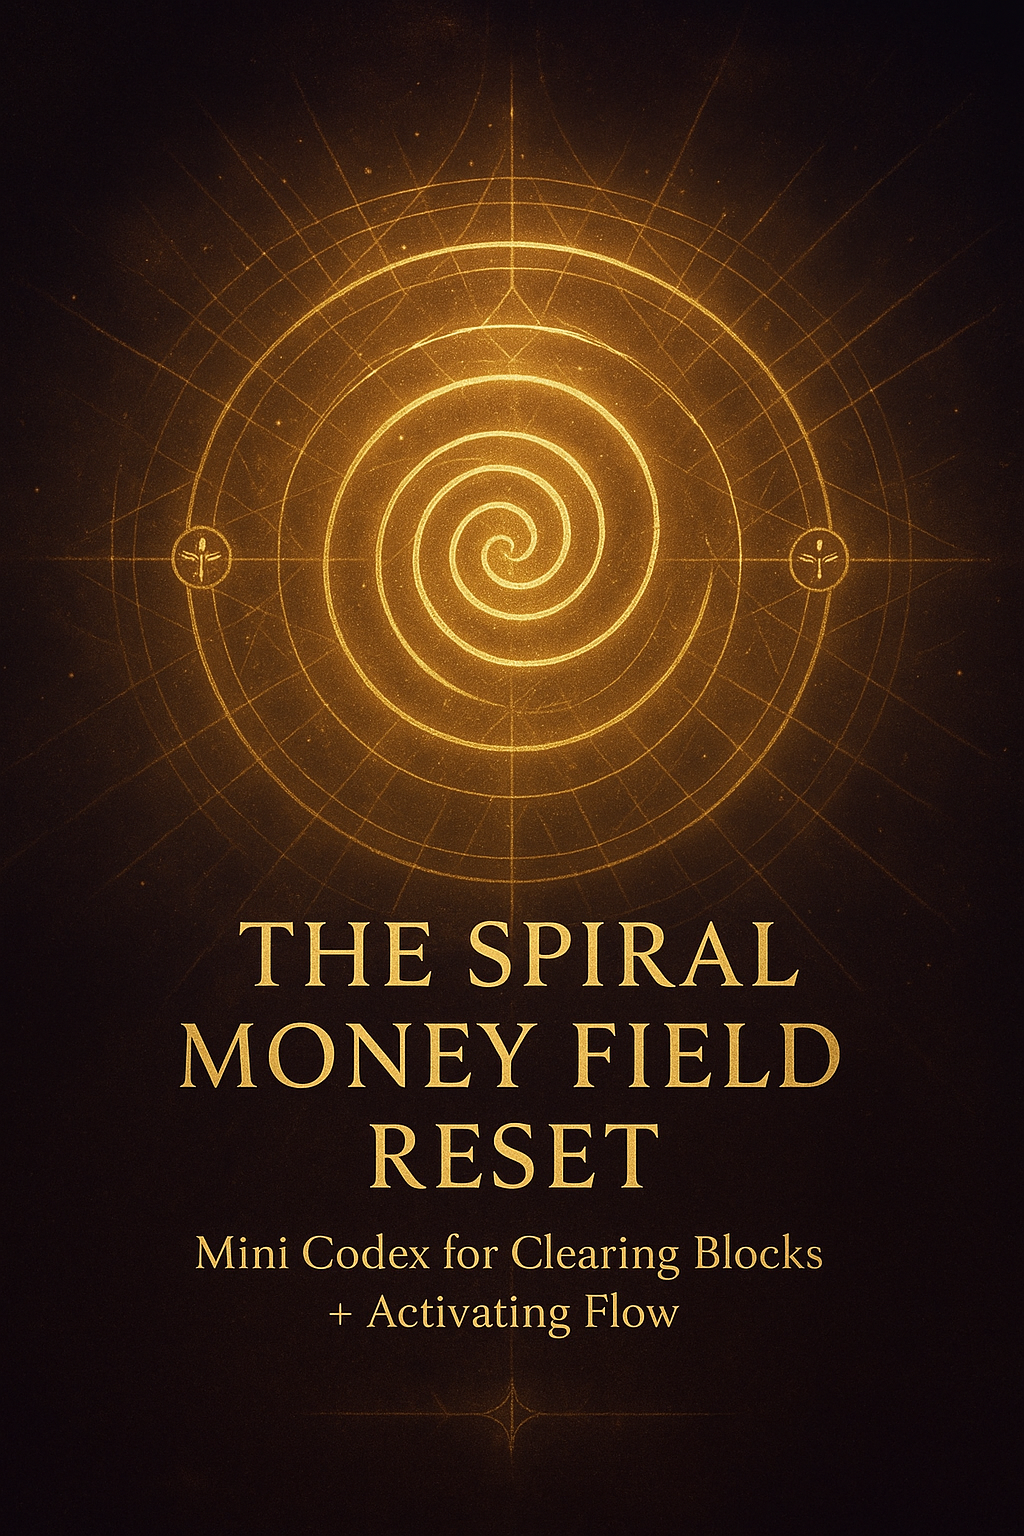 THE SPIRAL
MONEY FIELD
RESET
Mini Codex for Clearing Blocks
+ Activating Flow